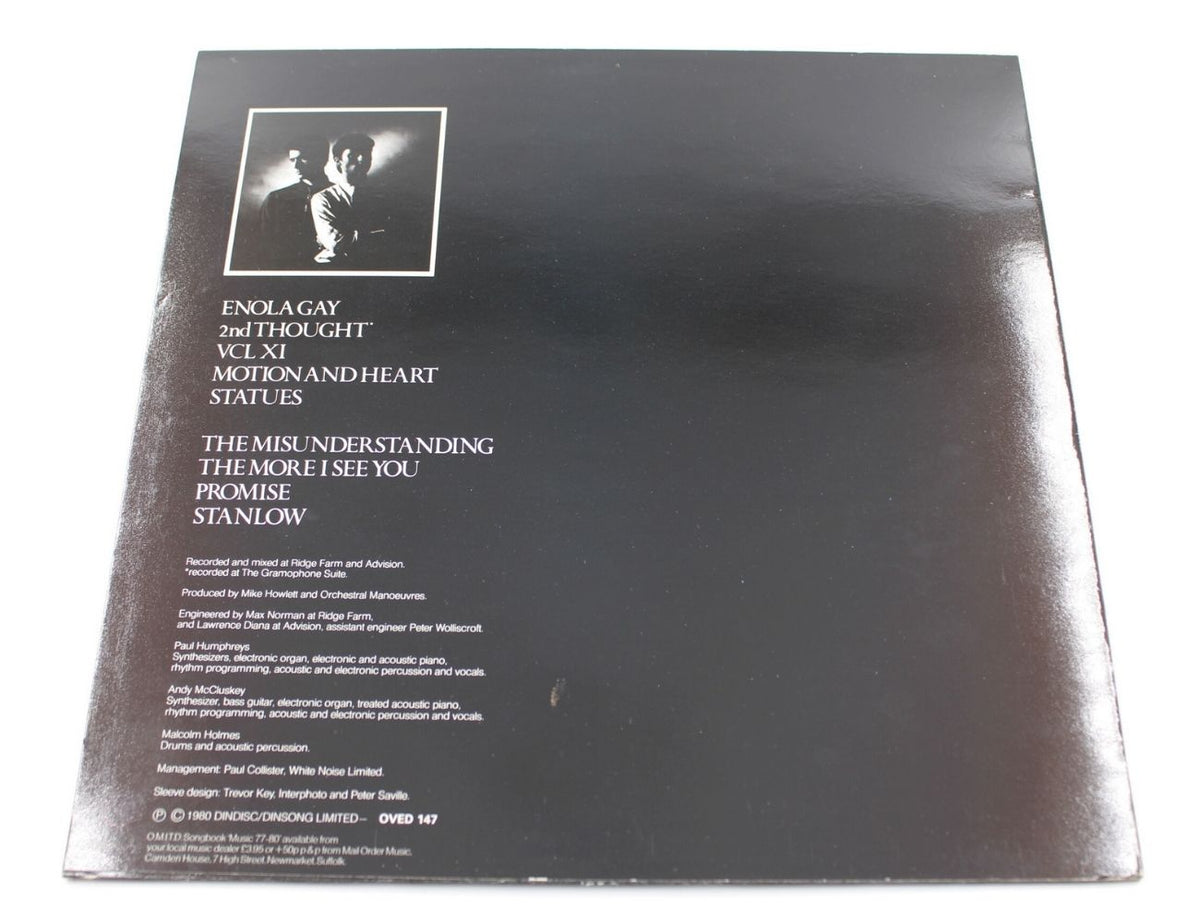 ENOLA GAY
2nd THOUGHT*
VCL XI
MOTION AND HEART
STATUES
THE MISUNDERSTANDING
THE MORE I SEE YOU
PROMISE
STANLOW
Recorded and mixed at Ridge Farm and Advision.
*recorded at The Gramophone Suite.
Produced by Mike Howlett and Orchestral Manoeuvres.
Engineered by Max Norman at Ridge Farm,
and Lawrence Diana at Advision, assistant engineer Peter Wolliscroft.
Paul Humphreys
Synthesizers, electronic organ, electronic and acoustic piano,
rhythm programming, acoustic and electronic percussion and vocals.
Andy McCluskey
Synthesizer, bass guitar, electronic organ, treated acoustic piano,
rhythm programming, acoustic and electronic percussion and vocals.
Malcolm Holmes
Drums and acoustic percussion.
Management: Paul Collister, White Noise Limited.
Sleeve design: Trevor Key, Interphoto and Peter Saville.
Ⓟ © 1980 DINDISC/DINSONG LIMITED– OVED 147
O.M.I.T.D. Songbook 'Music 77-80' available from
your local music dealer £3.95 or +50p p & p from Mail Order Music,
Camden House, 7 High Street, Newmarket, Suffolk.